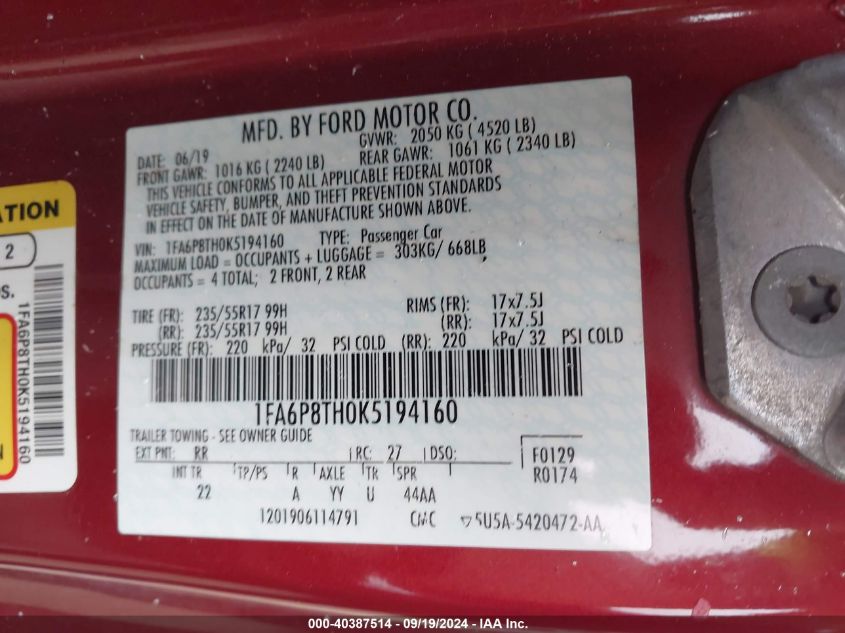 MFD. BY FORD MOTOR CO.
DATE: 06/19 GVWR: 2050 KG ( 4520 LB)
FRONT GAWR: 1016 KG ( 2240 LB) REAR GAWR: 1061 KG ( 2340 LB)
THIS VEHICLE CONFORMS TO ALL APPLICABLE FEDERAL MOTOR
VEHICLE SAFETY, BUMPER, AND THEFT PREVENTION STANDARDS
IN EFFECT ON THE DATE OF MANUFACTURE SHOWN ABOVE.
VIN: 1FA6P8TH0K5194160 TYPE: Passenger Car
MAXIMUM LOAD = OCCUPANTS + LUGGAGE = 303KG/ 668LB
OCCUPANTS = 4 TOTAL; 2 FRONT, 2 REAR
TIRE (FR): 235/55R17 99H RIMS (FR): 17x7.5J
(RR): 235/55R17 99H (RR): 17x7.5J
PRESSURE (FR): 220 kPa/ 32 PSI COLD (RR): 220 kPa/ 32 PSI COLD
1FA6P8TH0K5194160
TRAILER TOWING - SEE OWNER GUIDE
EXT PNT: RR RC: 27 DSO: F0129
INT TR TP/PS R AXLE TR SPR R0174
22 A YY U 44AA
1201906114791 CMC 5U5A-5420472-AA
ATION
2
S.
1FA6P8TH0K5194160
N
000-40387514 - 09/19/2024 - IAA Inc.